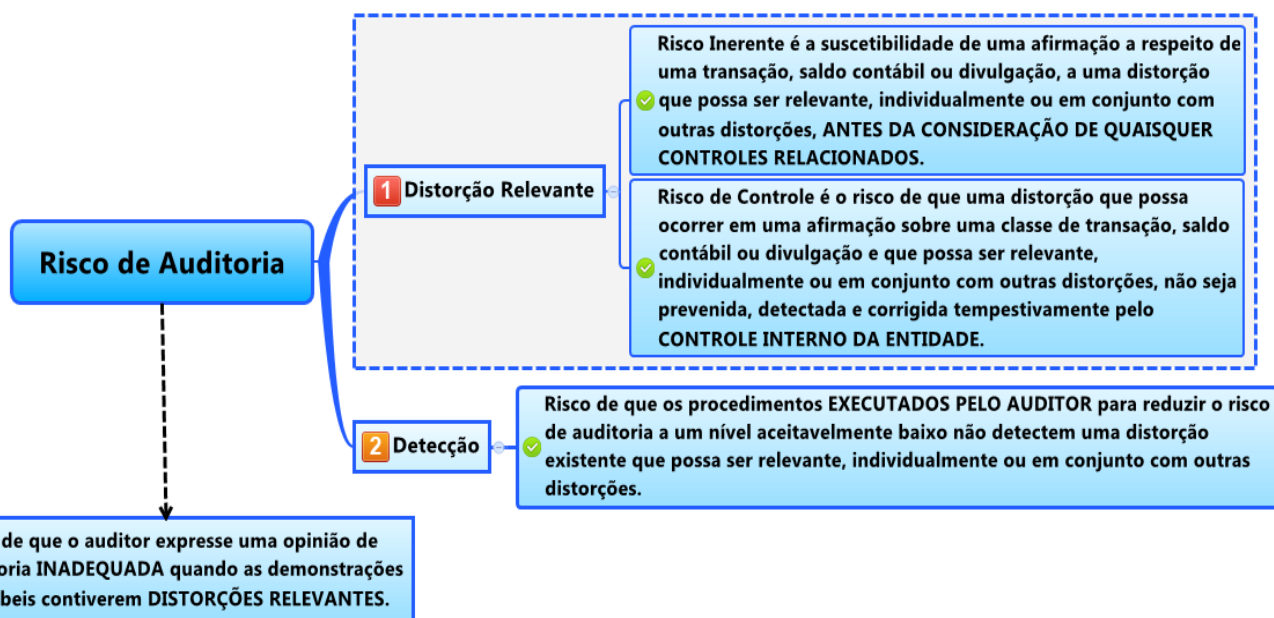 Risco de Auditoria
1 Distorção Relevante
Risco Inerente é a suscetibilidade de uma afirmação a respeito de
uma transação, saldo contábil ou divulgação, a uma distorção
que possa ser relevante, individualmente ou em conjunto com
outras distorções, ANTES DA CONSIDERAÇÃO DE QUAISQUER
CONTROLES RELACIONADOS.
Risco de Controle é o risco de que uma distorção que possa
ocorrer em uma afirmação sobre uma classe de transação, saldo
contábil ou divulgação e que possa ser relevante,
individualmente ou em conjunto com outras distorções, não seja
prevenida, detectada e corrigida tempestivamente pelo
CONTROLE INTERNO DA ENTIDADE.
2 Detecção
Risco de que os procedimentos EXECUTADOS PELO AUDITOR para reduzir o risco
de auditoria a um nível aceitavelmente baixo não detectem uma distorção
existente que possa ser relevante, individualmente ou em conjunto com outras
distorções.
de que o auditor expresse uma opinião de
oria INADEQUADA quando as demonstrações
beis contiverem DISTORÇÕES RELEVANTES.